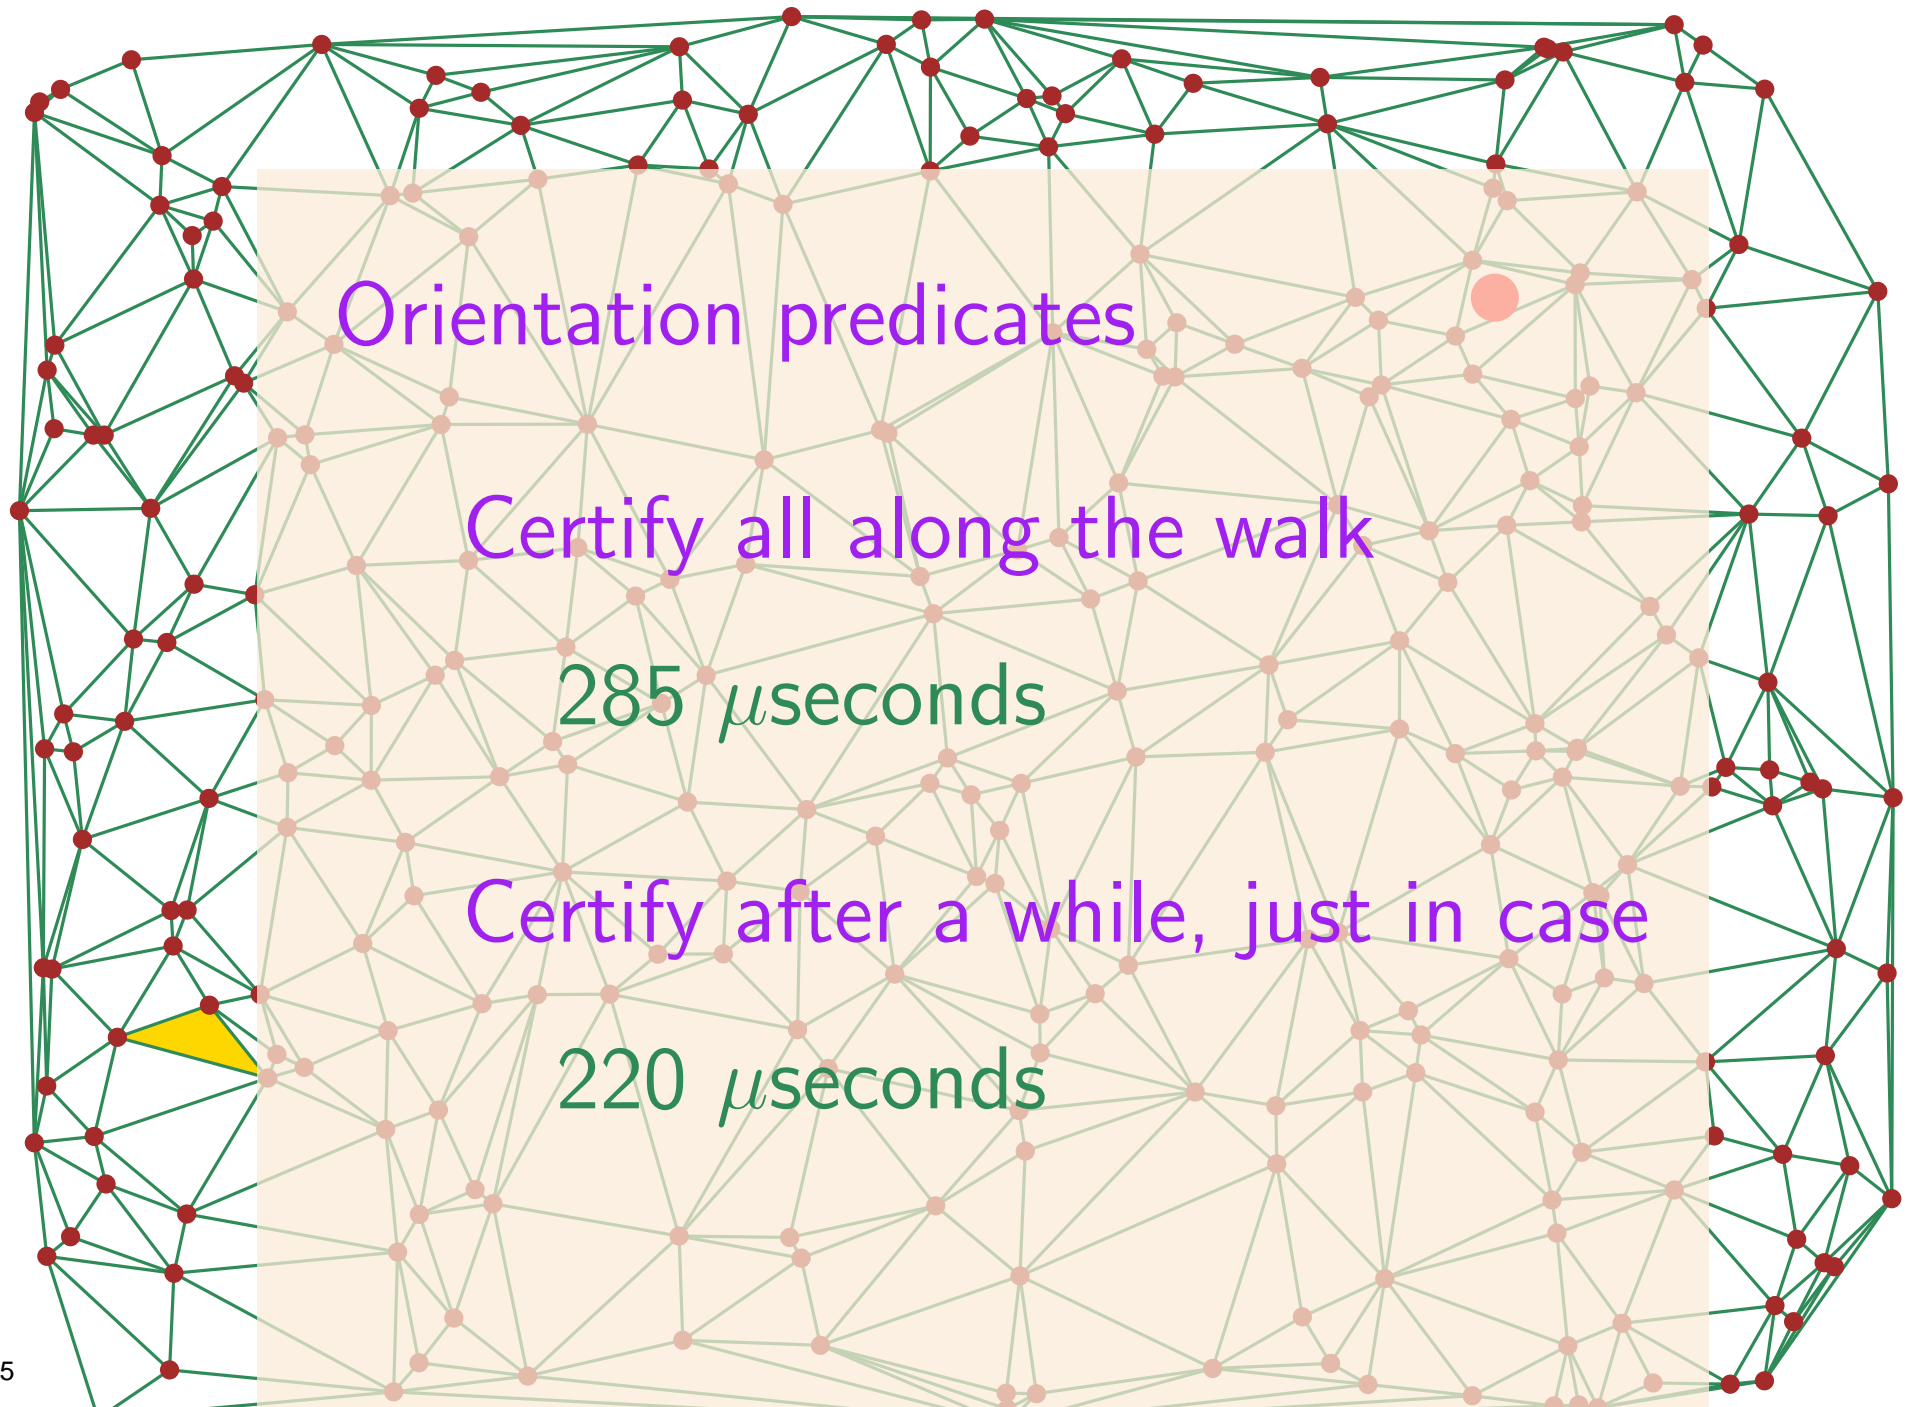 Orientation predicates
Certify all along the walk
285 μseconds
Certify after a while, just in case
220 μseconds
5